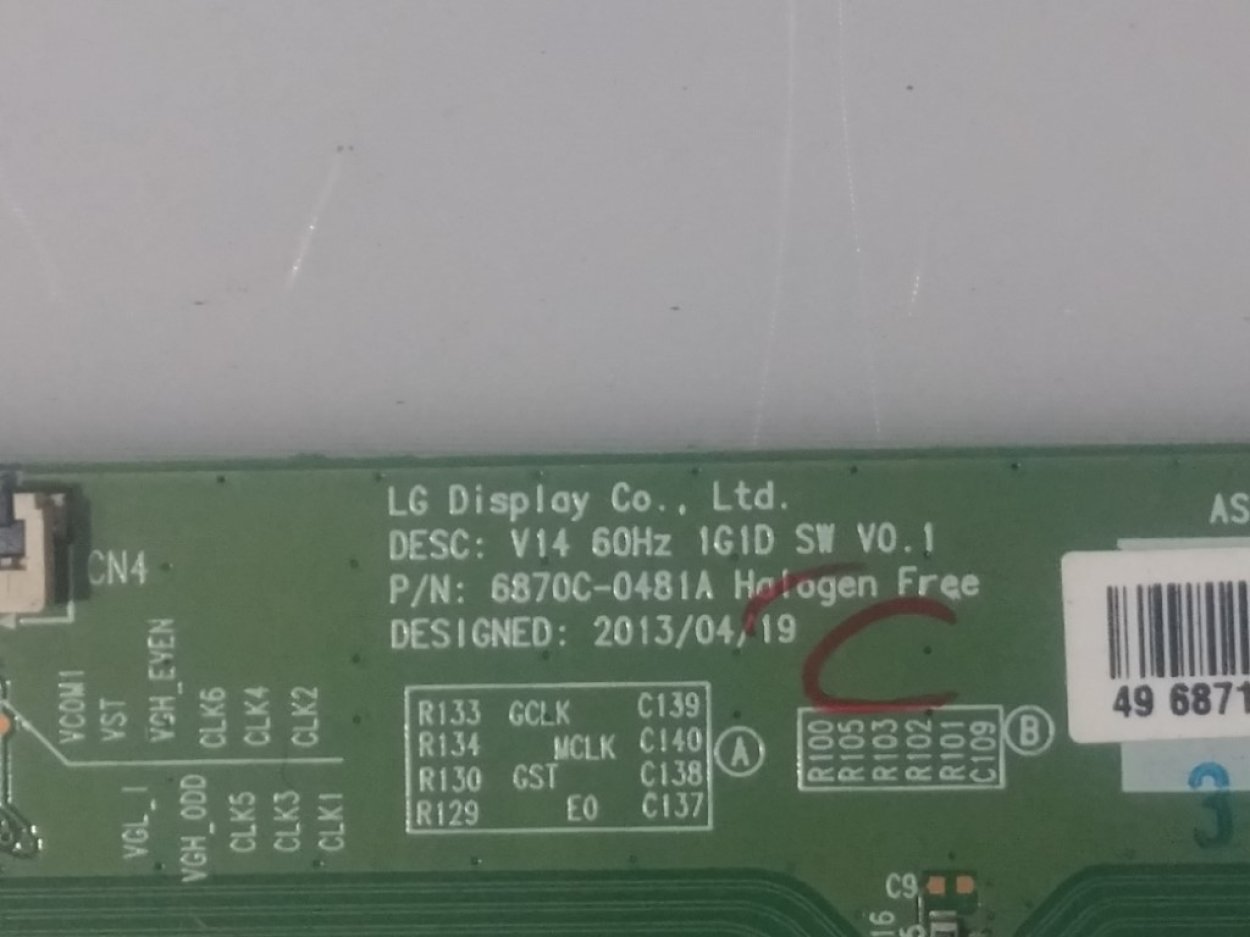 LG Display Co., Ltd.
DESC: V14 60Hz 1G1D SW V0.1
P/N: 6870C-0481A Halogen Free
DESIGNED: 2013/04/19
AS
CN4
49 6871
VCOM1
VST
VGH_EVEN
CLK6
CLK4
CLK2
VGL_I
VGH_ODD
CLK5
CLK3
CLK1
R133 GCLK C139
R134 MCLK C140
R130 GST C138
R129 EO C137
A
R100
R105
R103
R102
R101
C109
B
3
C9
16